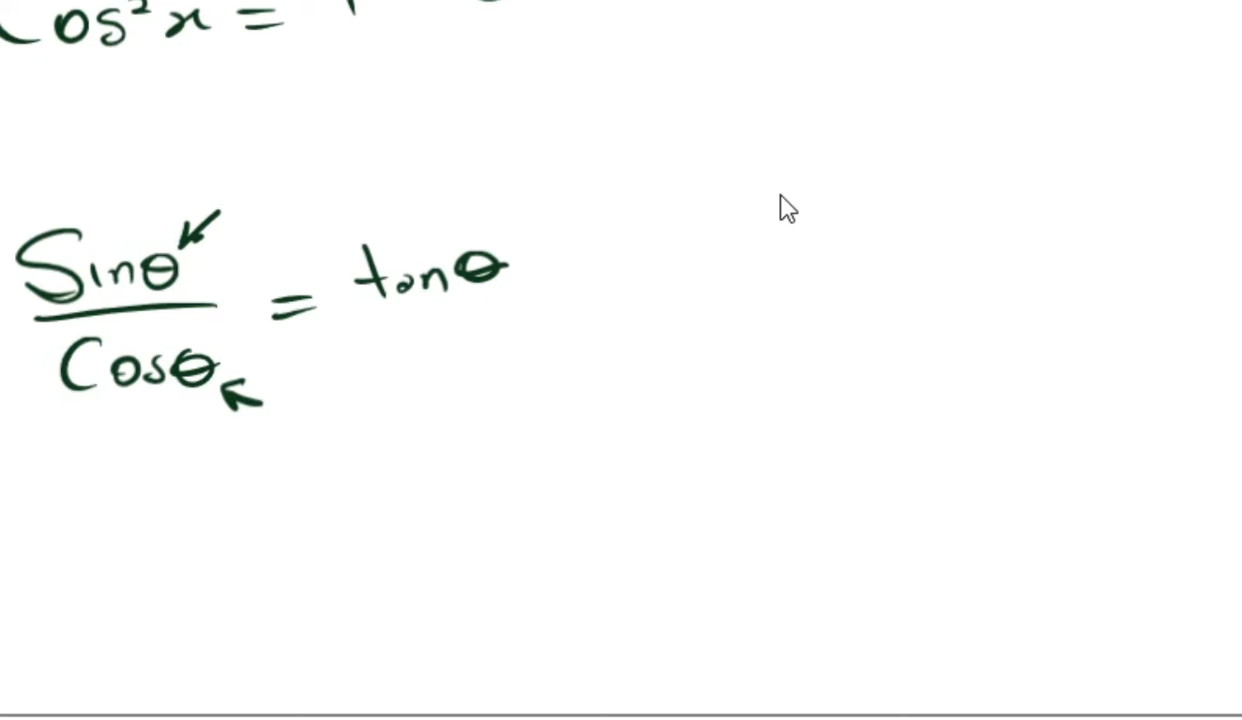 Cos²x =
Sinθ
—— = tanθ
Cosθ